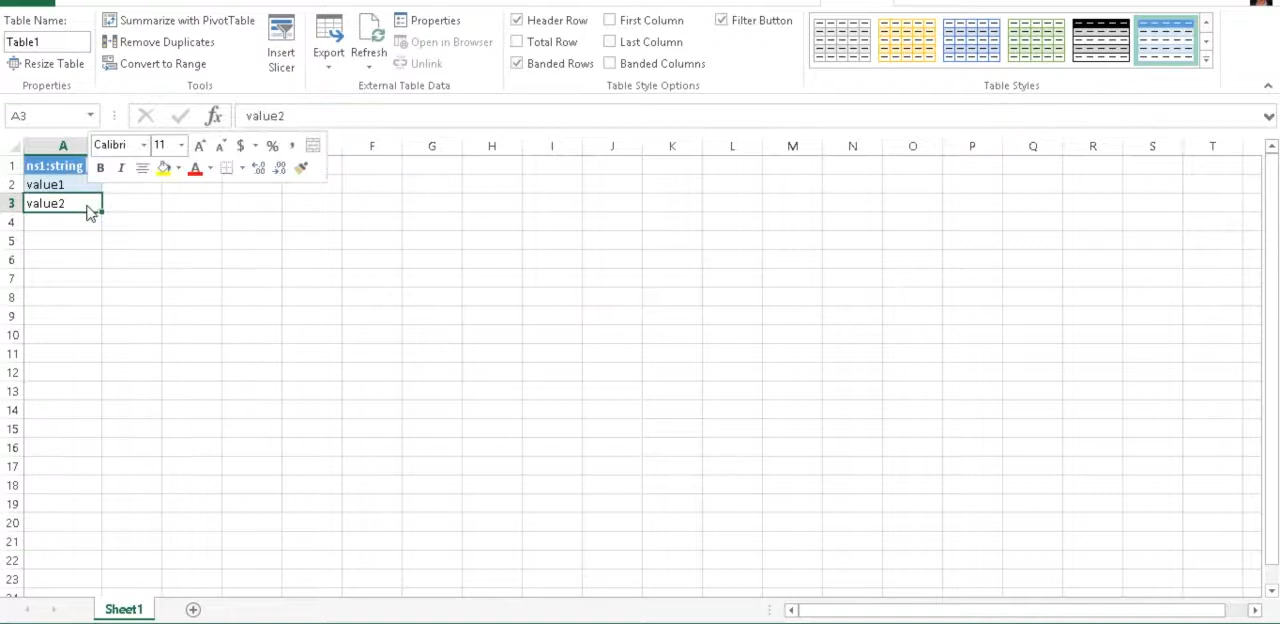 Table Name:
Table1
Resize Table
Properties
Summarize with PivotTable
Remove Duplicates
Convert to Range
Tools
Insert
Slicer
Export
Refresh
Properties
Open in Browser
Unlink
External Table Data
Header Row
First Column
Filter Button
Total Row
Last Column
Banded Rows
Banded Columns
Table Style Options
Table Styles
A3
fx
value2
Calibri
11
A A $ % ,
B I A .00 .00
A F G H I J K L M N O P Q R S T
1 ns1:string
2 value1
3 value2
4
5
6
7
8
9
10
11
12
13
14
15
16
17
18
19
20
21
22
23
24
Sheet1